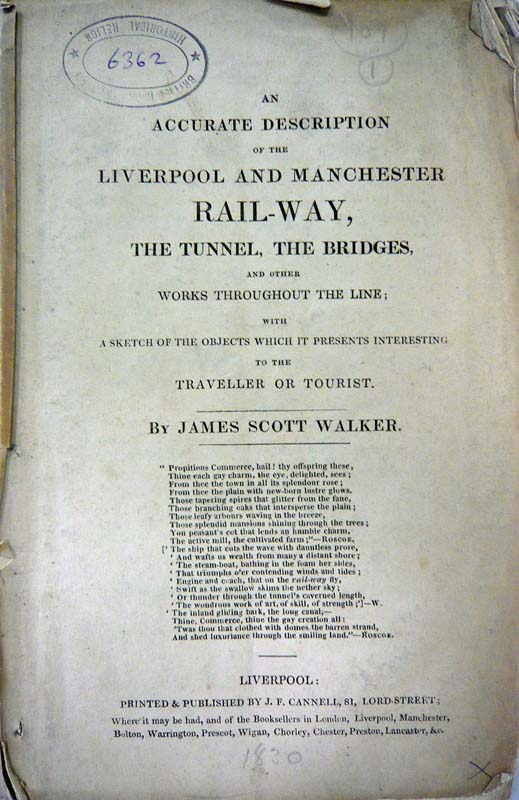 BRITISH
HISTORICAL RELICS
6362
1
AN
ACCURATE DESCRIPTION
OF THE
LIVERPOOL AND MANCHESTER
RAIL-WAY,
THE TUNNEL, THE BRIDGES,
AND OTHER
WORKS THROUGHOUT THE LINE;
WITH
A SKETCH OF THE OBJECTS WHICH IT PRESENTS INTERESTING
TO THE
TRAVELLER OR TOURIST.
BY JAMES SCOTT WALKER.
" Propitious Commerce, hail! thy offspring these,
Thine each gay charm, the eye, delighted, sees;
From thee the town in all its splendour rose;
From thee the plain with new-born lustre glows.
Those tapering spires that glitter from the fane,
Those branching oaks that intersperse the plain;
Those leafy arbours waving in the breeze,
Those splendid mansions shining through the trees;
Yon peasant's cot that lends an humble charm,
The active mill, the cultivated farm;"—ROSCOE.
[' The ship that cuts the wave with dauntless prore,
' And wafts us wealth from many a distant shore;
' The steam-boat, bathing in the foam her sides,
' That triumphs o'er contending winds and tides;
' Engine and coach, that on the rail-way fly,
' Swift as the swallow skims the nether sky;
' Or thunder through the tunnel's caverned length,
' The wondrous work of art, of skill, of strength;']—W.
' The inland gliding bark, the long canal,—
Thine, Commerce, thine the gay creation all:
'Twas thou that clothed with domes the barren strand,
And shed luxuriance through the smiling land."—ROSCOE.
LIVERPOOL:
PRINTED & PUBLISHED BY J. F. CANNELL, 81, LORD-STREET;
Where it may be had, and of the Booksellers in London, Liverpool, Manchester,
Bolton, Warrington, Prescot, Wigan, Chorley, Chester, Preston, Lancaster, &c.
1830